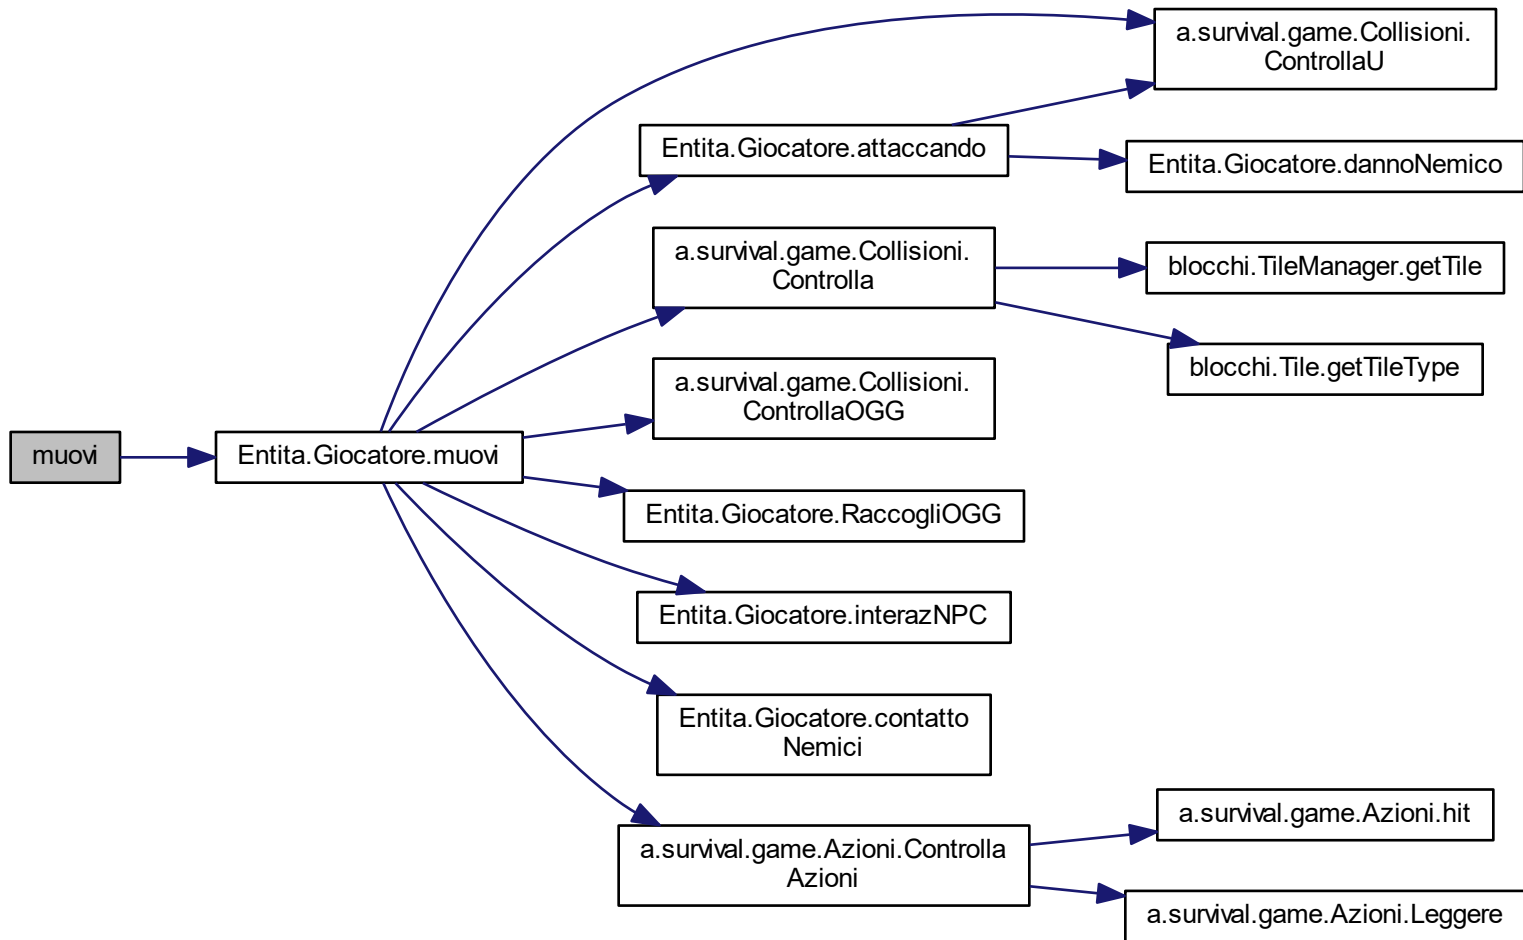 muovi
Entita.Giocatore.muovi
a.survival.game.Collisioni.
ControllaU
Entita.Giocatore.attaccando
Entita.Giocatore.dannoNemico
a.survival.game.Collisioni.
Controlla
blocchi.TileManager.getTile
blocchi.Tile.getTileType
a.survival.game.Collisioni.
ControllaOGG
Entita.Giocatore.RaccogliOGG
Entita.Giocatore.interazNPC
Entita.Giocatore.contatto
Nemici
a.survival.game.Azioni.Controlla
Azioni
a.survival.game.Azioni.hit
a.survival.game.Azioni.Leggere